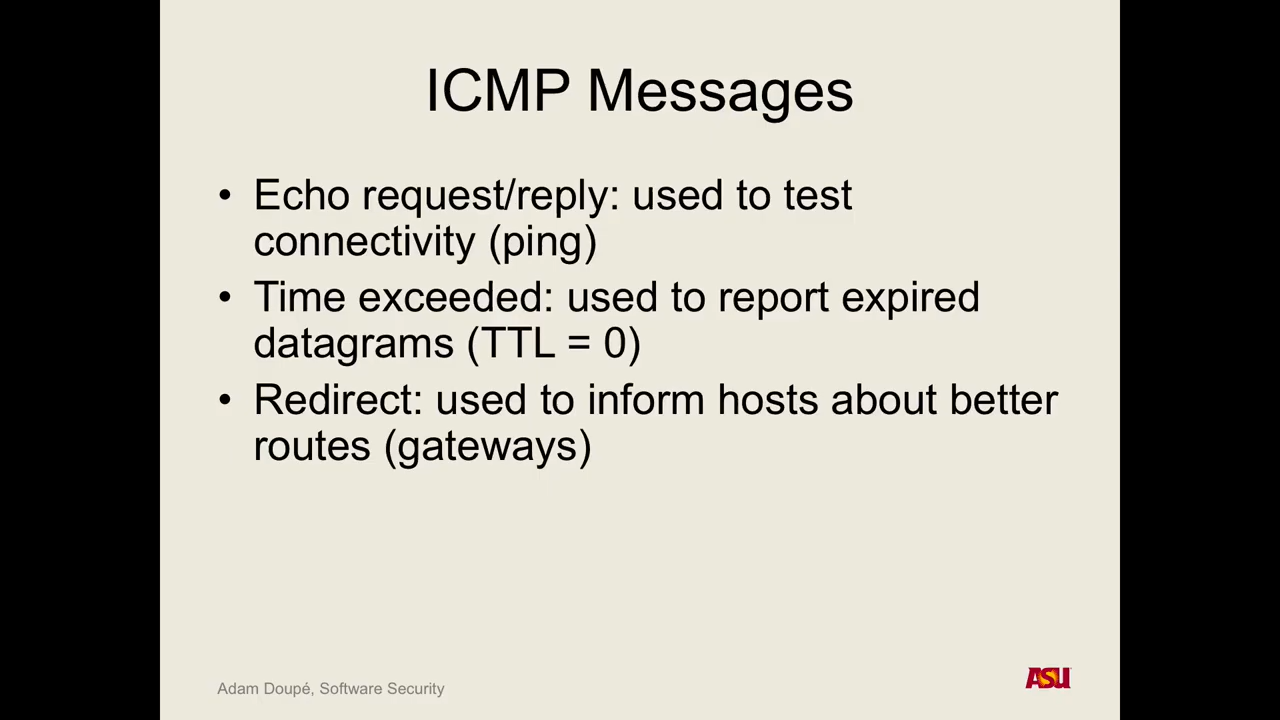 ICMP Messages
• Echo request/reply: used to test
connectivity (ping)
• Time exceeded: used to report expired
datagrams (TTL = 0)
• Redirect: used to inform hosts about better
routes (gateways)
Adam Doupé, Software Security
ASU